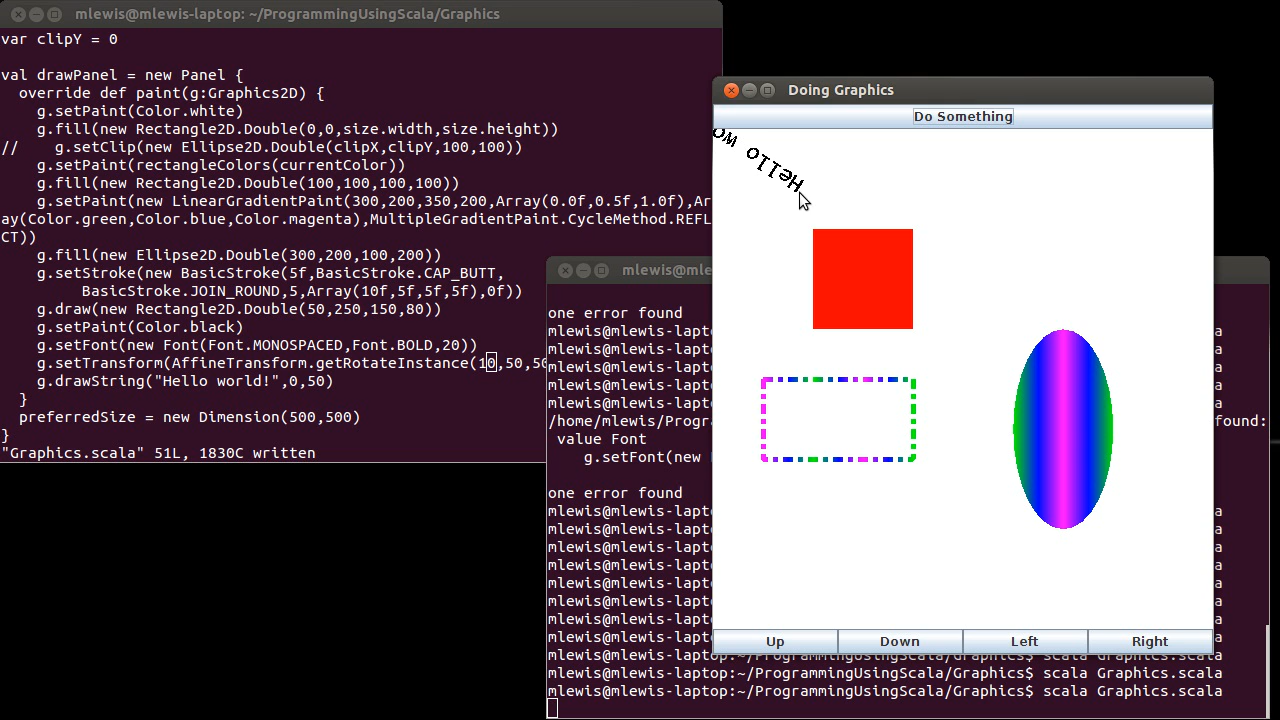 mlewis@mlewis-laptop: ~/ProgrammingUsingScala/Graphics
var clipY = 0
val drawPanel = new Panel {
override def paint(g:Graphics2D) {
g.setPaint(Color.white)
g.fill(new Rectangle2D.Double(0,0,size.width,size.height))
// g.setClip(new Ellipse2D.Double(clipX,clipY,100,100))
g.setPaint(rectangleColors(currentColor))
g.fill(new Rectangle2D.Double(100,100,100,100))
g.setPaint(new LinearGradientPaint(300,200,350,200,Array(0.0f,0.5f,1.0f),Ar
ay(Color.green,Color.blue,Color.magenta),MultipleGradientPaint.CycleMethod.REFL
CT))
g.fill(new Ellipse2D.Double(300,200,100,200))
g.setStroke(new BasicStroke(5f,BasicStroke.CAP_BUTT,
BasicStroke.JOIN_ROUND,5,Array(10f,5f,5f,5f),0f))
g.draw(new Rectangle2D.Double(50,250,150,80))
g.setPaint(Color.black)
g.setFont(new Font(Font.MONOSPACED,Font.BOLD,20))
g.setTransform(AffineTransform.getRotateInstance(10,50,50
g.drawString("Hello world!",0,50)
}
preferredSize = new Dimension(500,500)
}
"Graphics.scala" 51L, 1830C written
Doing Graphics
Do Something
Hello wo
Up Down Left Right
mlewis@mle
one error found
mlewis@mlewis-lapt a
mlewis@mlewis-lapt a
mlewis@mlewis-lapt a
mlewis@mlewis-lapt a
mlewis@mlewis-lapt a
/home/mlewis/Progr found:
value Font
g.setFont(new
one error found
mlewis@mlewis-lapt a
mlewis@mlewis-lapt a
mlewis@mlewis-lapt a
mlewis@mlewis-lapt a
mlewis@mlewis-lapt a
mlewis@mlewis-lapt a
mlewis@mlewis-lapt a
mlewis@mlewis-lapt a
mlewis@mlewis-laptop:~/ProgrammingUsingScala/Graphics$ scala Graphics.scala
mlewis@mlewis-laptop:~/ProgrammingUsingScala/Graphics$ scala Graphics.scala
mlewis@mlewis-laptop:~/ProgrammingUsingScala/Graphics$ scala Graphics.scala